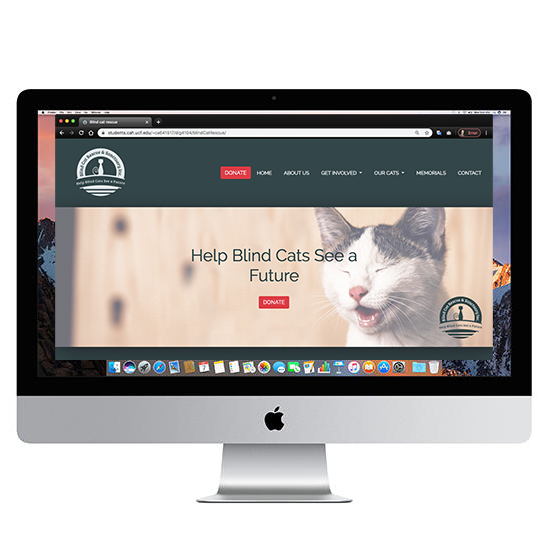 Blind cat rescue
students.cah.ucf.edu/~ca641817/dig4104/blindCatRescue/
Blind Cat Rescue & Sanctuary Inc.
Help Blind Cats See a Future
DONATE
HOME
ABOUT US
GET INVOLVED
OUR CATS
MEMORIALS
CONTACT
Help Blind Cats See a
Future
DONATE
Blind Cat Rescue & Sanctuary Inc.
Help Blind Cats See a Future